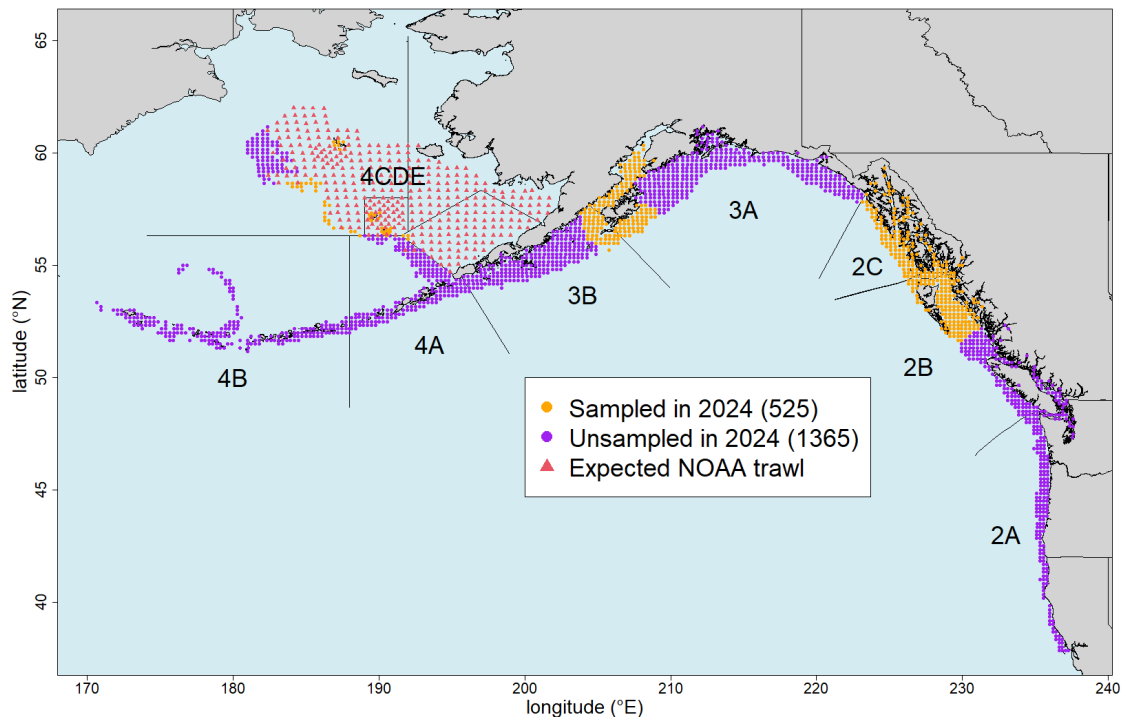 65
60
55
50
45
40
latitude (°N)
4CDE
3A
2C
3B
4A
2B
4B
Sampled in 2024 (525)
Unsampled in 2024 (1365)
Expected NOAA trawl
2A
170
180
190
200
210
220
230
240
longitude (°E)